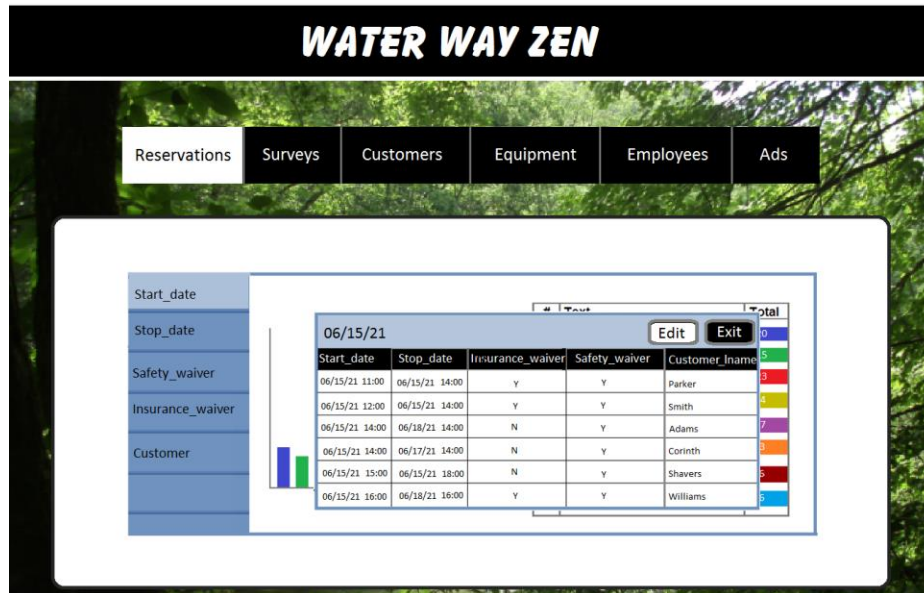 WATER WAY ZEN
Reservations Surveys Customers Equipment Employees Ads
Start_date
Stop_date
Safety_waiver
Insurance_waiver
Customer
# Text Total
06/15/21 Edit Exit
Start_date Stop_date Insurance_waiver Safety_waiver Customer_lname
06/15/21 11:00 06/15/21 14:00 Y Y Parker
06/15/21 12:00 06/15/21 14:00 Y Y Smith
06/15/21 14:00 06/18/21 14:00 N Y Adams
06/15/21 14:00 06/17/21 14:00 N Y Corinth
06/15/21 15:00 06/15/21 18:00 N Y Shavers
06/15/21 16:00 06/18/21 16:00 Y Y Williams